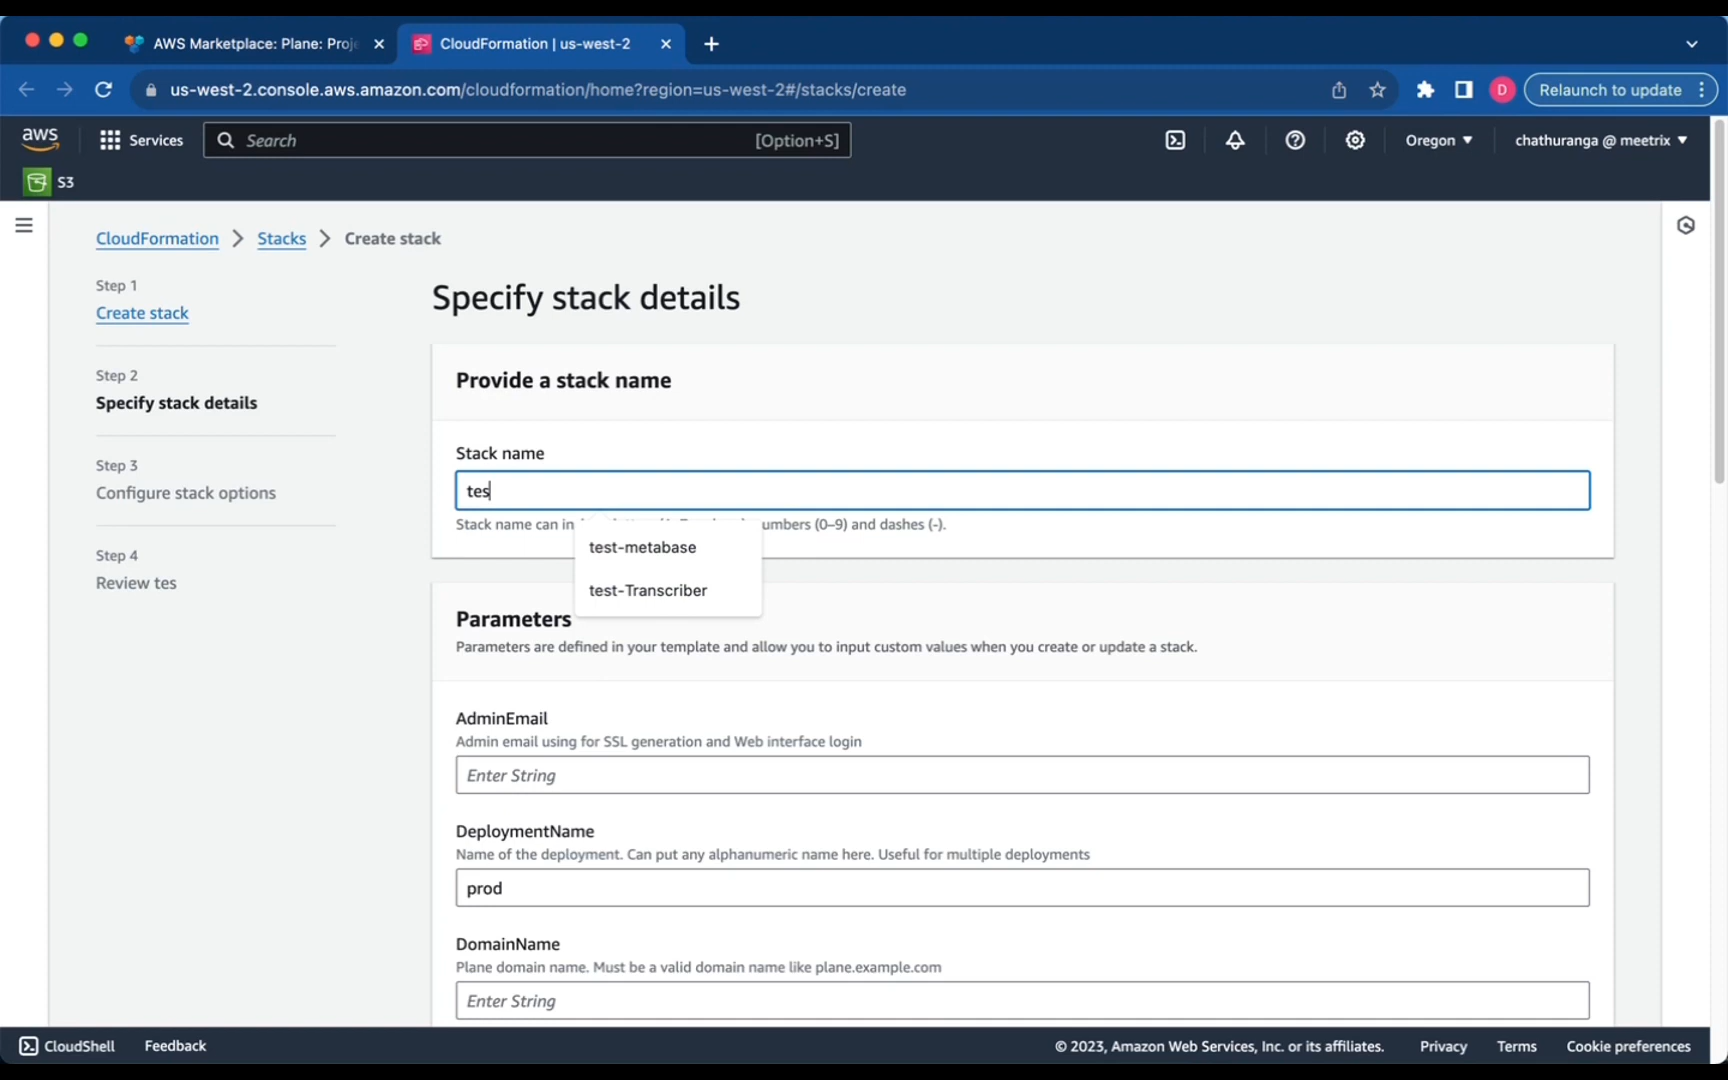 AWS Marketplace: Plane: Proje
CloudFormation | us-west-2
us-west-2.console.aws.amazon.com/cloudformation/home?region=us-west-2#/stacks/create
D
Relaunch to update
aws
Services
Search
[Option+S]
Oregon
chathuranga @ meetrix
S3
CloudFormation
Stacks
Create stack
Step 1
Create stack
Step 2
Specify stack details
Step 3
Configure stack options
Step 4
Review tes
Specify stack details
Provide a stack name
Stack name
tes
Stack name can in umbers (0–9) and dashes (-).
test-metabase
test-Transcriber
Parameters
Parameters are defined in your template and allow you to input custom values when you create or update a stack.
AdminEmail
Admin email using for SSL generation and Web interface login
Enter String
DeploymentName
Name of the deployment. Can put any alphanumeric name here. Useful for multiple deployments
prod
DomainName
Plane domain name. Must be a valid domain name like plane.example.com
Enter String
CloudShell
Feedback
© 2023, Amazon Web Services, Inc. or its affiliates.
Privacy
Terms
Cookie preferences